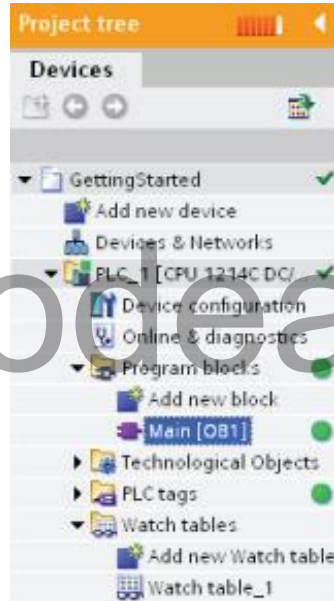 Project tree
Devices
GettingStarted
Add new device
Devices & Networks
PLC_1 [CPU 1214C DC/...
Device configuration
Online & diagnostics
Program blocks
Add new block
Main [OB1]
Technological Objects
PLC tags
Watch tables
Add new Watch table
Watch table_1